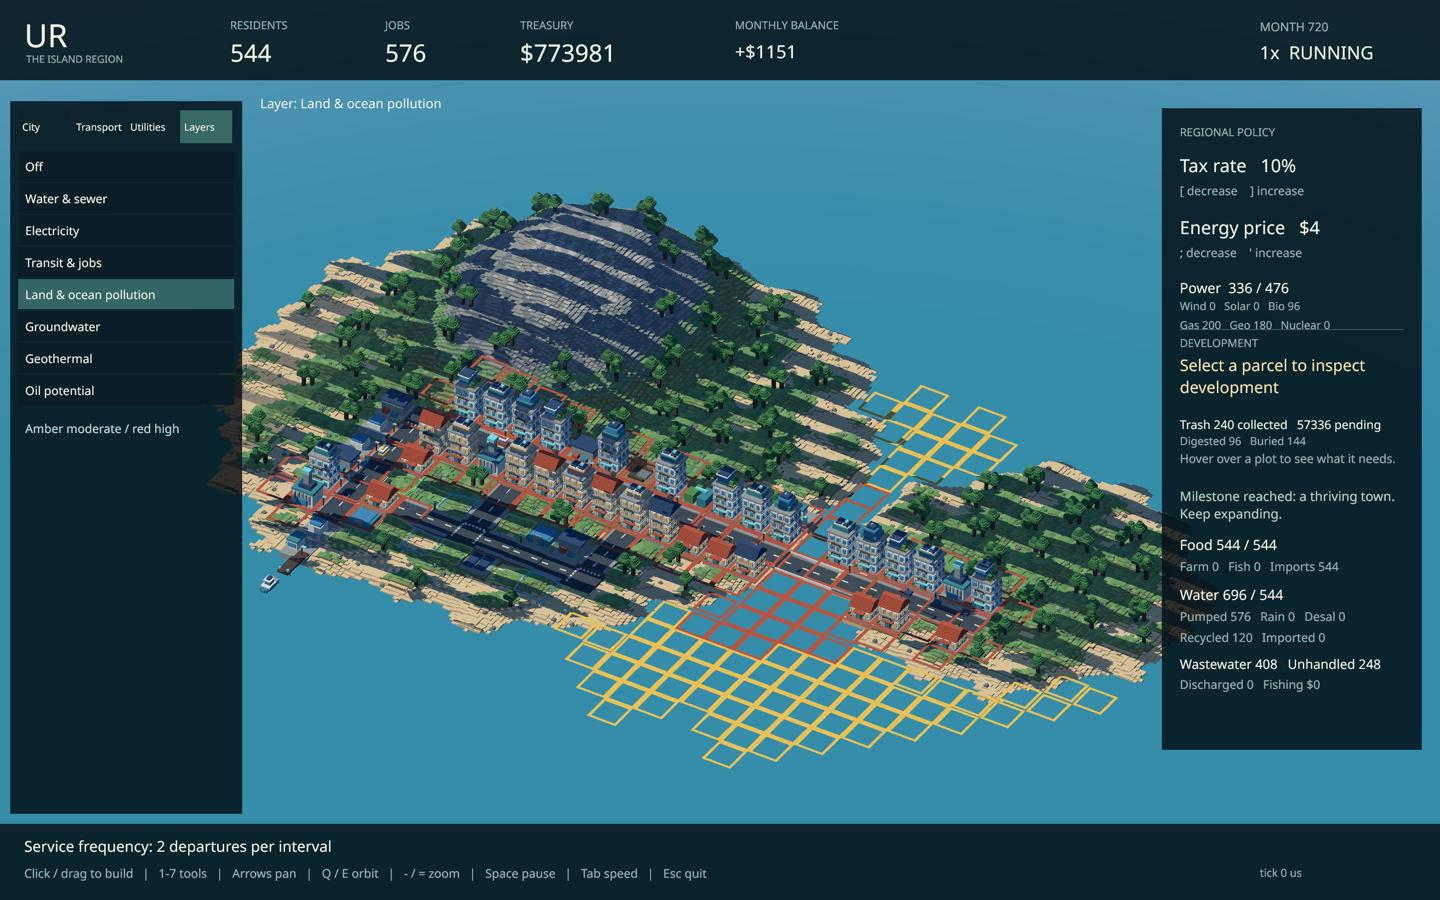 UR
THE ISLAND REGION
RESIDENTS
544
JOBS
576
TREASURY
$773981
MONTHLY BALANCE
+$1151
MONTH 720
1x RUNNING
City Transport Utilities Layers
Off
Water & sewer
Electricity
Transit & jobs
Land & ocean pollution
Groundwater
Geothermal
Oil potential
Amber moderate / red high
Layer: Land & ocean pollution
REGIONAL POLICY
Tax rate 10%
[ decrease ] increase
Energy price $4
; decrease ' increase
Power 336 / 476
Wind 0 Solar 0 Bio 96
Gas 200 Geo 180 Nuclear 0
DEVELOPMENT
Select a parcel to inspect
development
Trash 240 collected 57336 pending
Digested 96 Buried 144
Hover over a plot to see what it needs.
Milestone reached: a thriving town.
Keep expanding.
Food 544 / 544
Farm 0 Fish 0 Imports 544
Water 696 / 544
Pumped 576 Rain 0 Desal 0
Recycled 120 Imported 0
Wastewater 408 Unhandled 248
Discharged 0 Fishing $0
Service frequency: 2 departures per interval
Click / drag to build | 1-7 tools | Arrows pan | Q / E orbit | - / = zoom | Space pause | Tab speed | Esc quit
tick 0 us